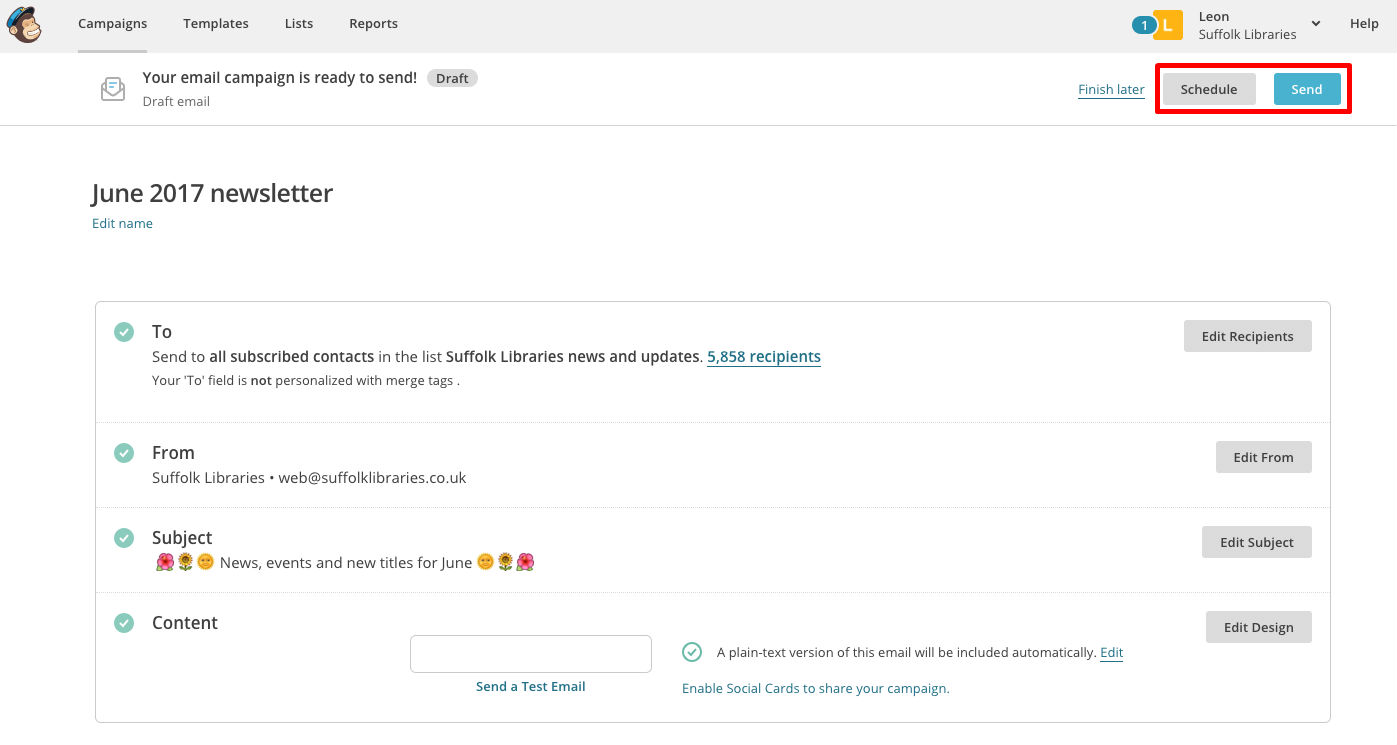 Campaigns Templates Lists Reports 1 L Leon Help
Suffolk Libraries
Your email campaign is ready to send! Draft
Draft email
Finish later Schedule Send
June 2017 newsletter
Edit name
To Edit Recipients
Send to all subscribed contacts in the list Suffolk Libraries news and updates. 5,858 recipients
Your 'To' field is not personalized with merge tags .
From Edit From
Suffolk Libraries • web@suffolklibraries.co.uk
Subject Edit Subject
🌺🌻🌞 News, events and new titles for June 🌞🌻🌺
Content Edit Design
A plain-text version of this email will be included automatically. Edit
Send a Test Email Enable Social Cards to share your campaign.